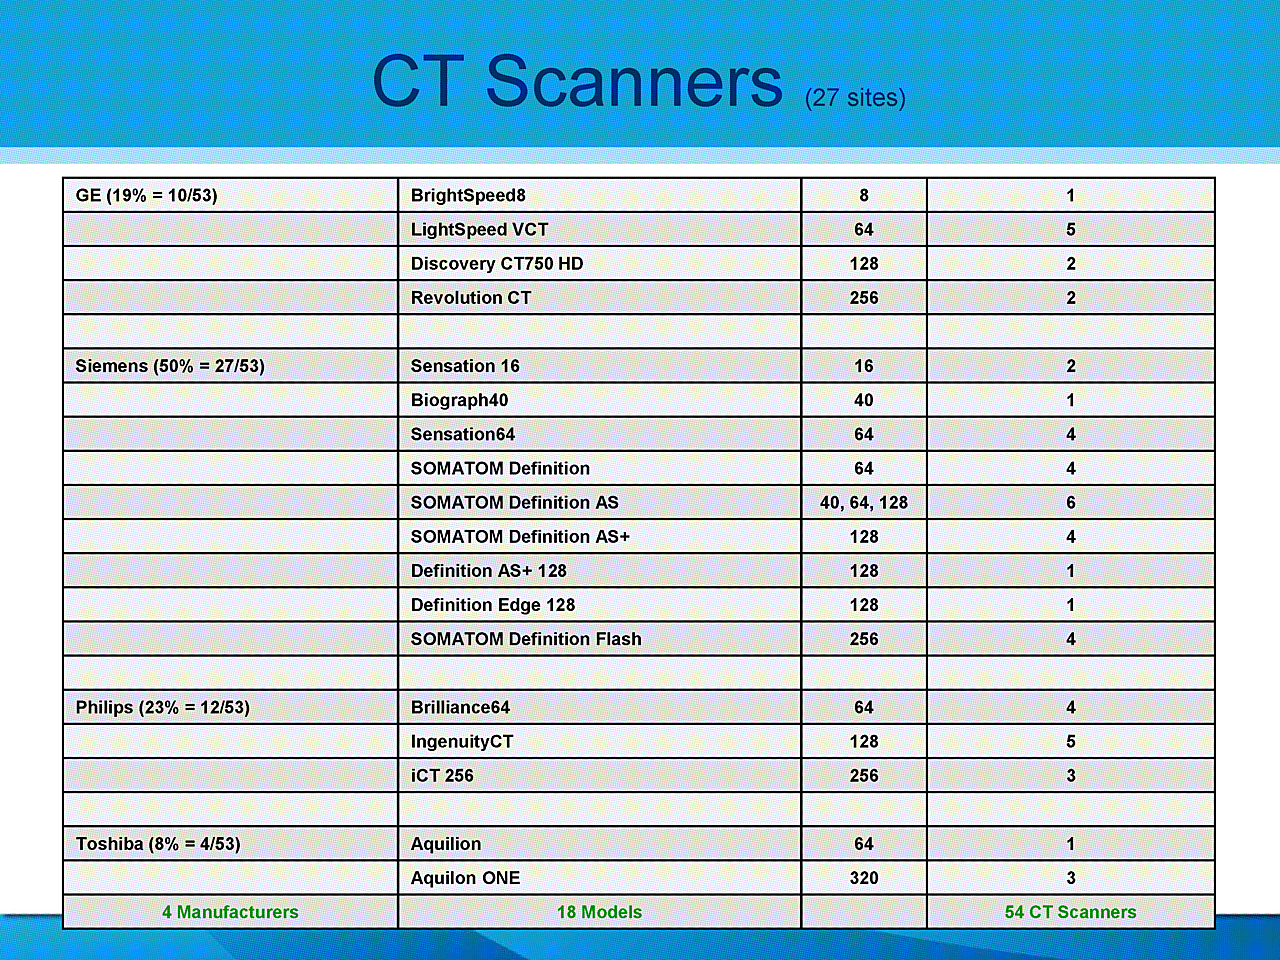 CT Scanners (27 sites)
GE (19% = 10/53) BrightSpeed8 8 1
LightSpeed VCT 64 5
Discovery CT750 HD 128 2
Revolution CT 256 2
Siemens (50% = 27/53) Sensation 16 16 2
Biograph40 40 1
Sensation64 64 4
SOMATOM Definition 64 4
SOMATOM Definition AS 40, 64, 128 6
SOMATOM Definition AS+ 128 4
Definition AS+ 128 128 1
Definition Edge 128 128 1
SOMATOM Definition Flash 256 4
Philips (23% = 12/53) Brilliance64 64 4
IngenuityCT 128 5
iCT 256 256 3
Toshiba (8% = 4/53) Aquilion 64 1
Aquilon ONE 320 3
4 Manufacturers 18 Models 54 CT Scanners